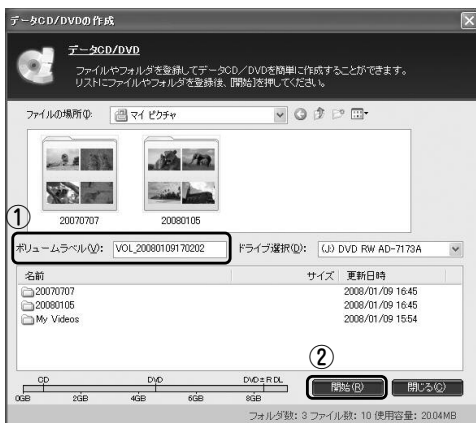 データCD/DVDの作成
データCD/DVD
ファイルやフォルダを登録してデータCD/DVDを簡単に作成することができます。
リストにファイルやフォルダを登録後、[開始]を押してください。
ファイルの場所(I): マイ ピクチャ
20070707 20080105
①
ボリュームラベル(V): VOL_20080109170202 ドライブ選択(D): (J:) DVD RW AD-7173A
名前 サイズ 更新日時
20070707 2008/01/09 16:45
20080105 2008/01/09 16:45
My Videos 2008/01/09 15:54
②
CD DVD DVD±R DL
0GB 2GB 4GB 6GB 8GB
開始(R) 閉じる(C)
フォルダ数: 3 ファイル数: 10 使用容量: 20.04MB